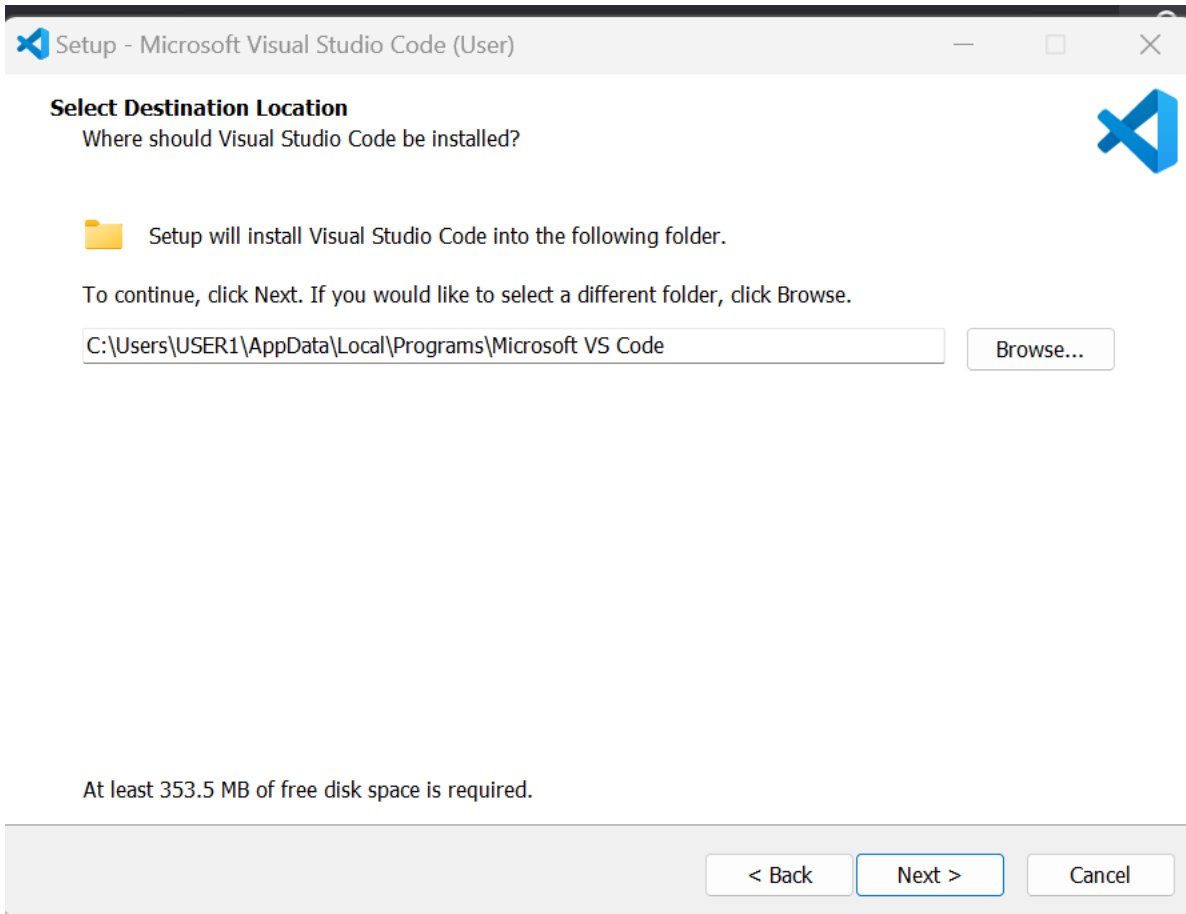 Setup - Microsoft Visual Studio Code (User)
Select Destination Location
Where should Visual Studio Code be installed?
Setup will install Visual Studio Code into the following folder.
To continue, click Next. If you would like to select a different folder, click Browse.
C:\Users\USER1\AppData\Local\Programs\Microsoft VS Code
Browse...
At least 353.5 MB of free disk space is required.
< Back
Next >
Cancel